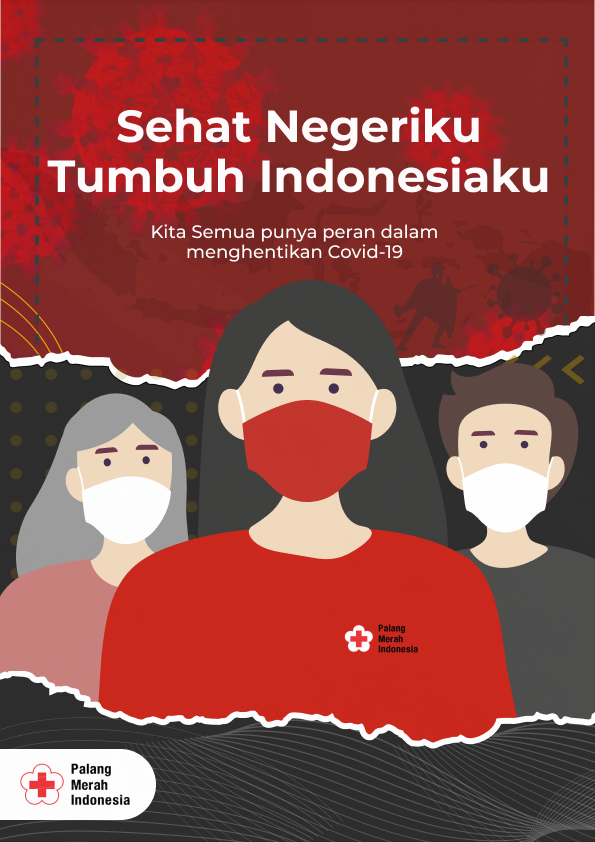 Sehat Negeriku
Tumbuh Indonesiaku
Kita Semua punya peran dalam
menghentikan Covid-19
Palang
Merah
Indonesia
Palang
Merah
Indonesia